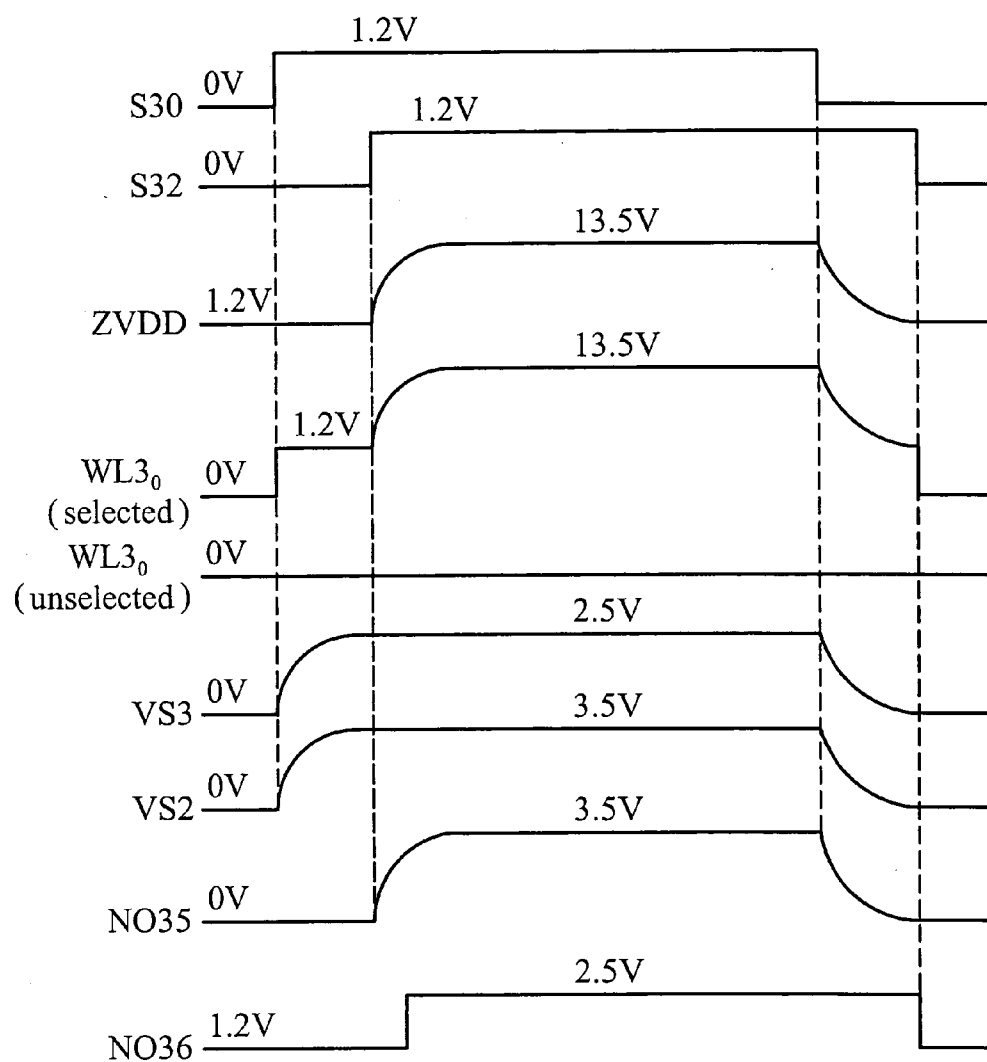 1.2V
0V
S30
1.2V
0V
S32
13.5V
1.2V
ZVDD
13.5V
1.2V
WL3₀
0V
(selected)
WL3₀
0V
(unselected)
2.5V
0V
VS3
3.5V
0V
VS2
3.5V
0V
NO35
2.5V
1.2V
NO36